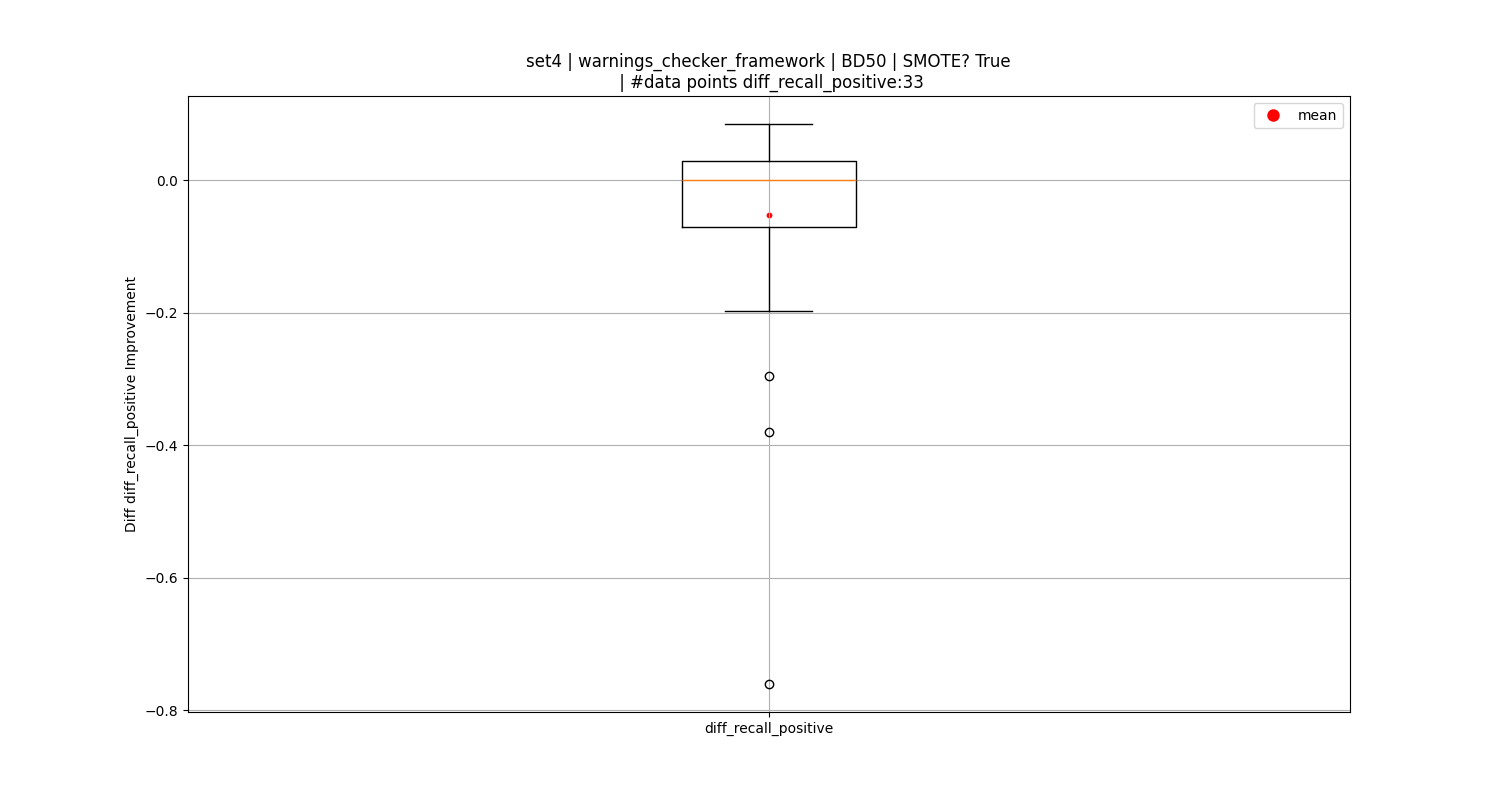 set4 | warnings_checker_framework | BD50 | SMOTE? True
| #data points diff_recall_positive:33
mean
0.0
−0.2
−0.4
−0.6
−0.8
Diff diff_recall_positive Improvement
diff_recall_positive